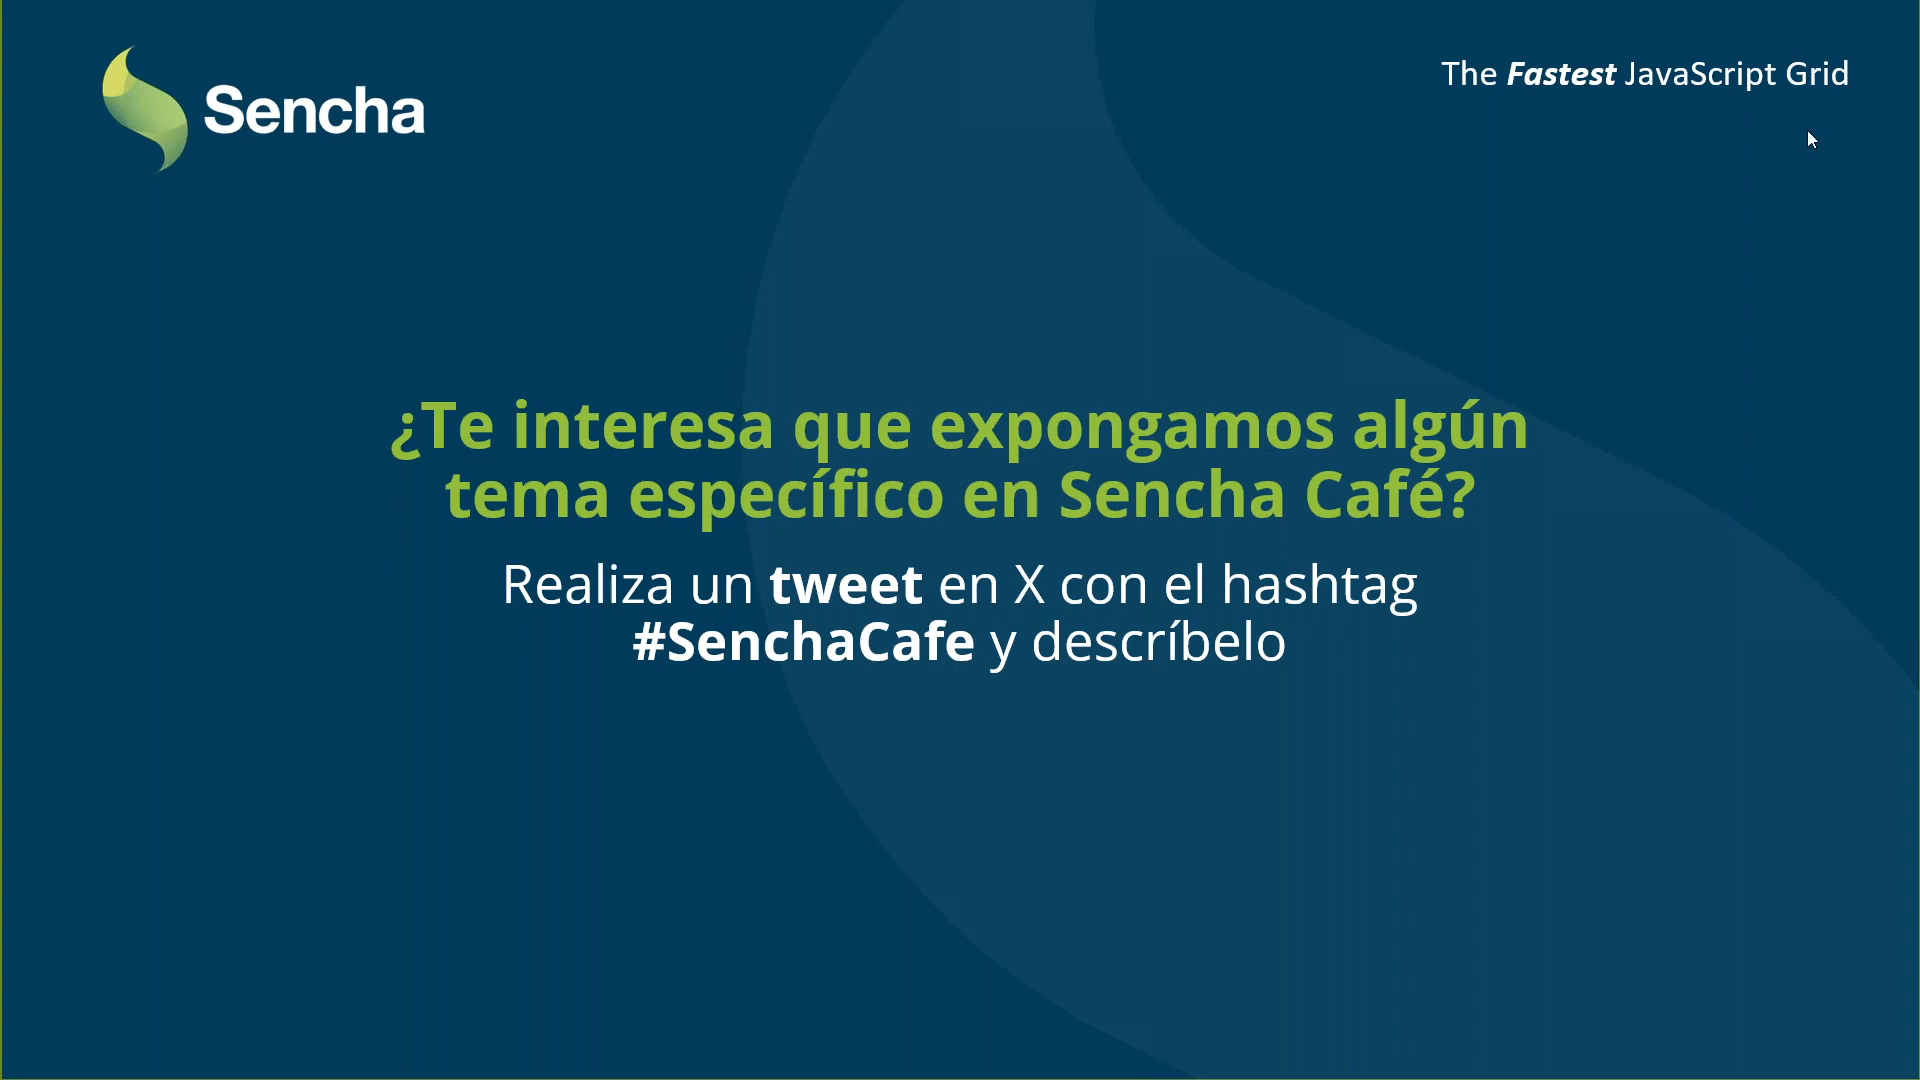 Sencha
The Fastest JavaScript Grid
¿Te interesa que expongamos algún
tema específico en Sencha Café?
Realiza un tweet en X con el hashtag
#SenchaCafe y descríbelo